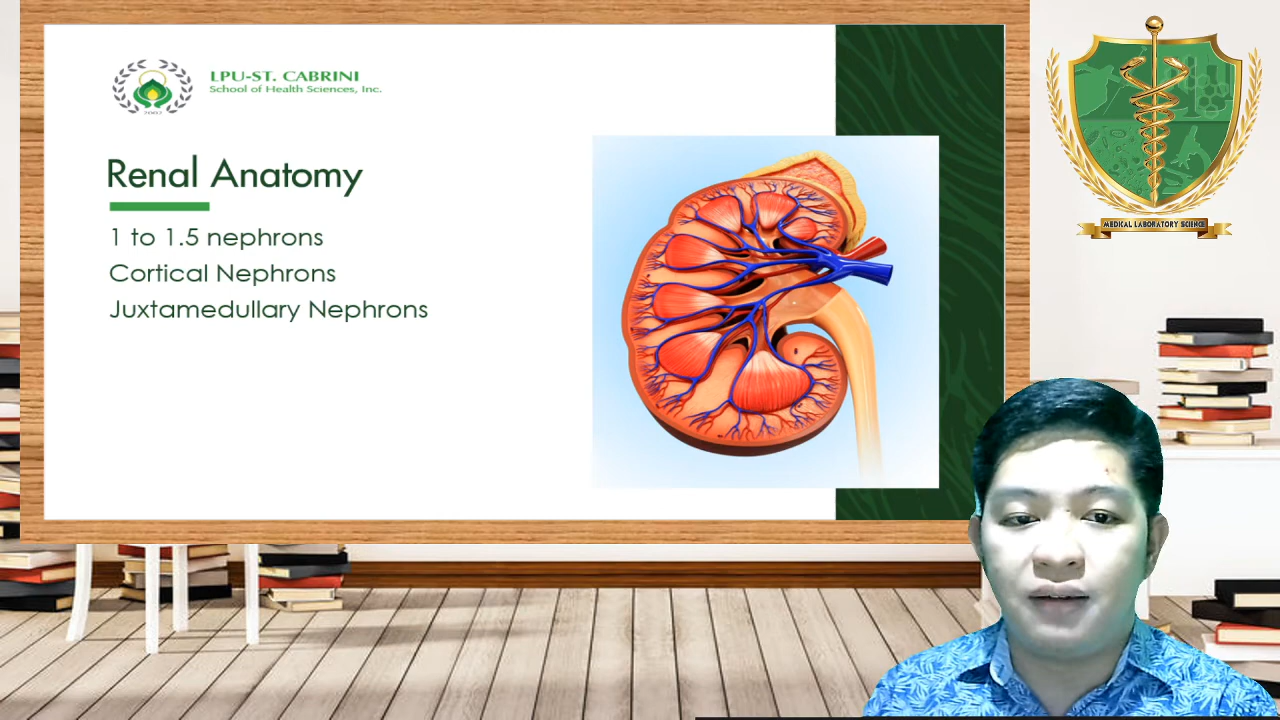 LPU-ST. CABRINI
School of Health Sciences, Inc.
2002
Renal Anatomy
1 to 1.5 nephrons
Cortical Nephrons
Juxtamedullary Nephrons
MEDICAL LABORATORY SCIENCE